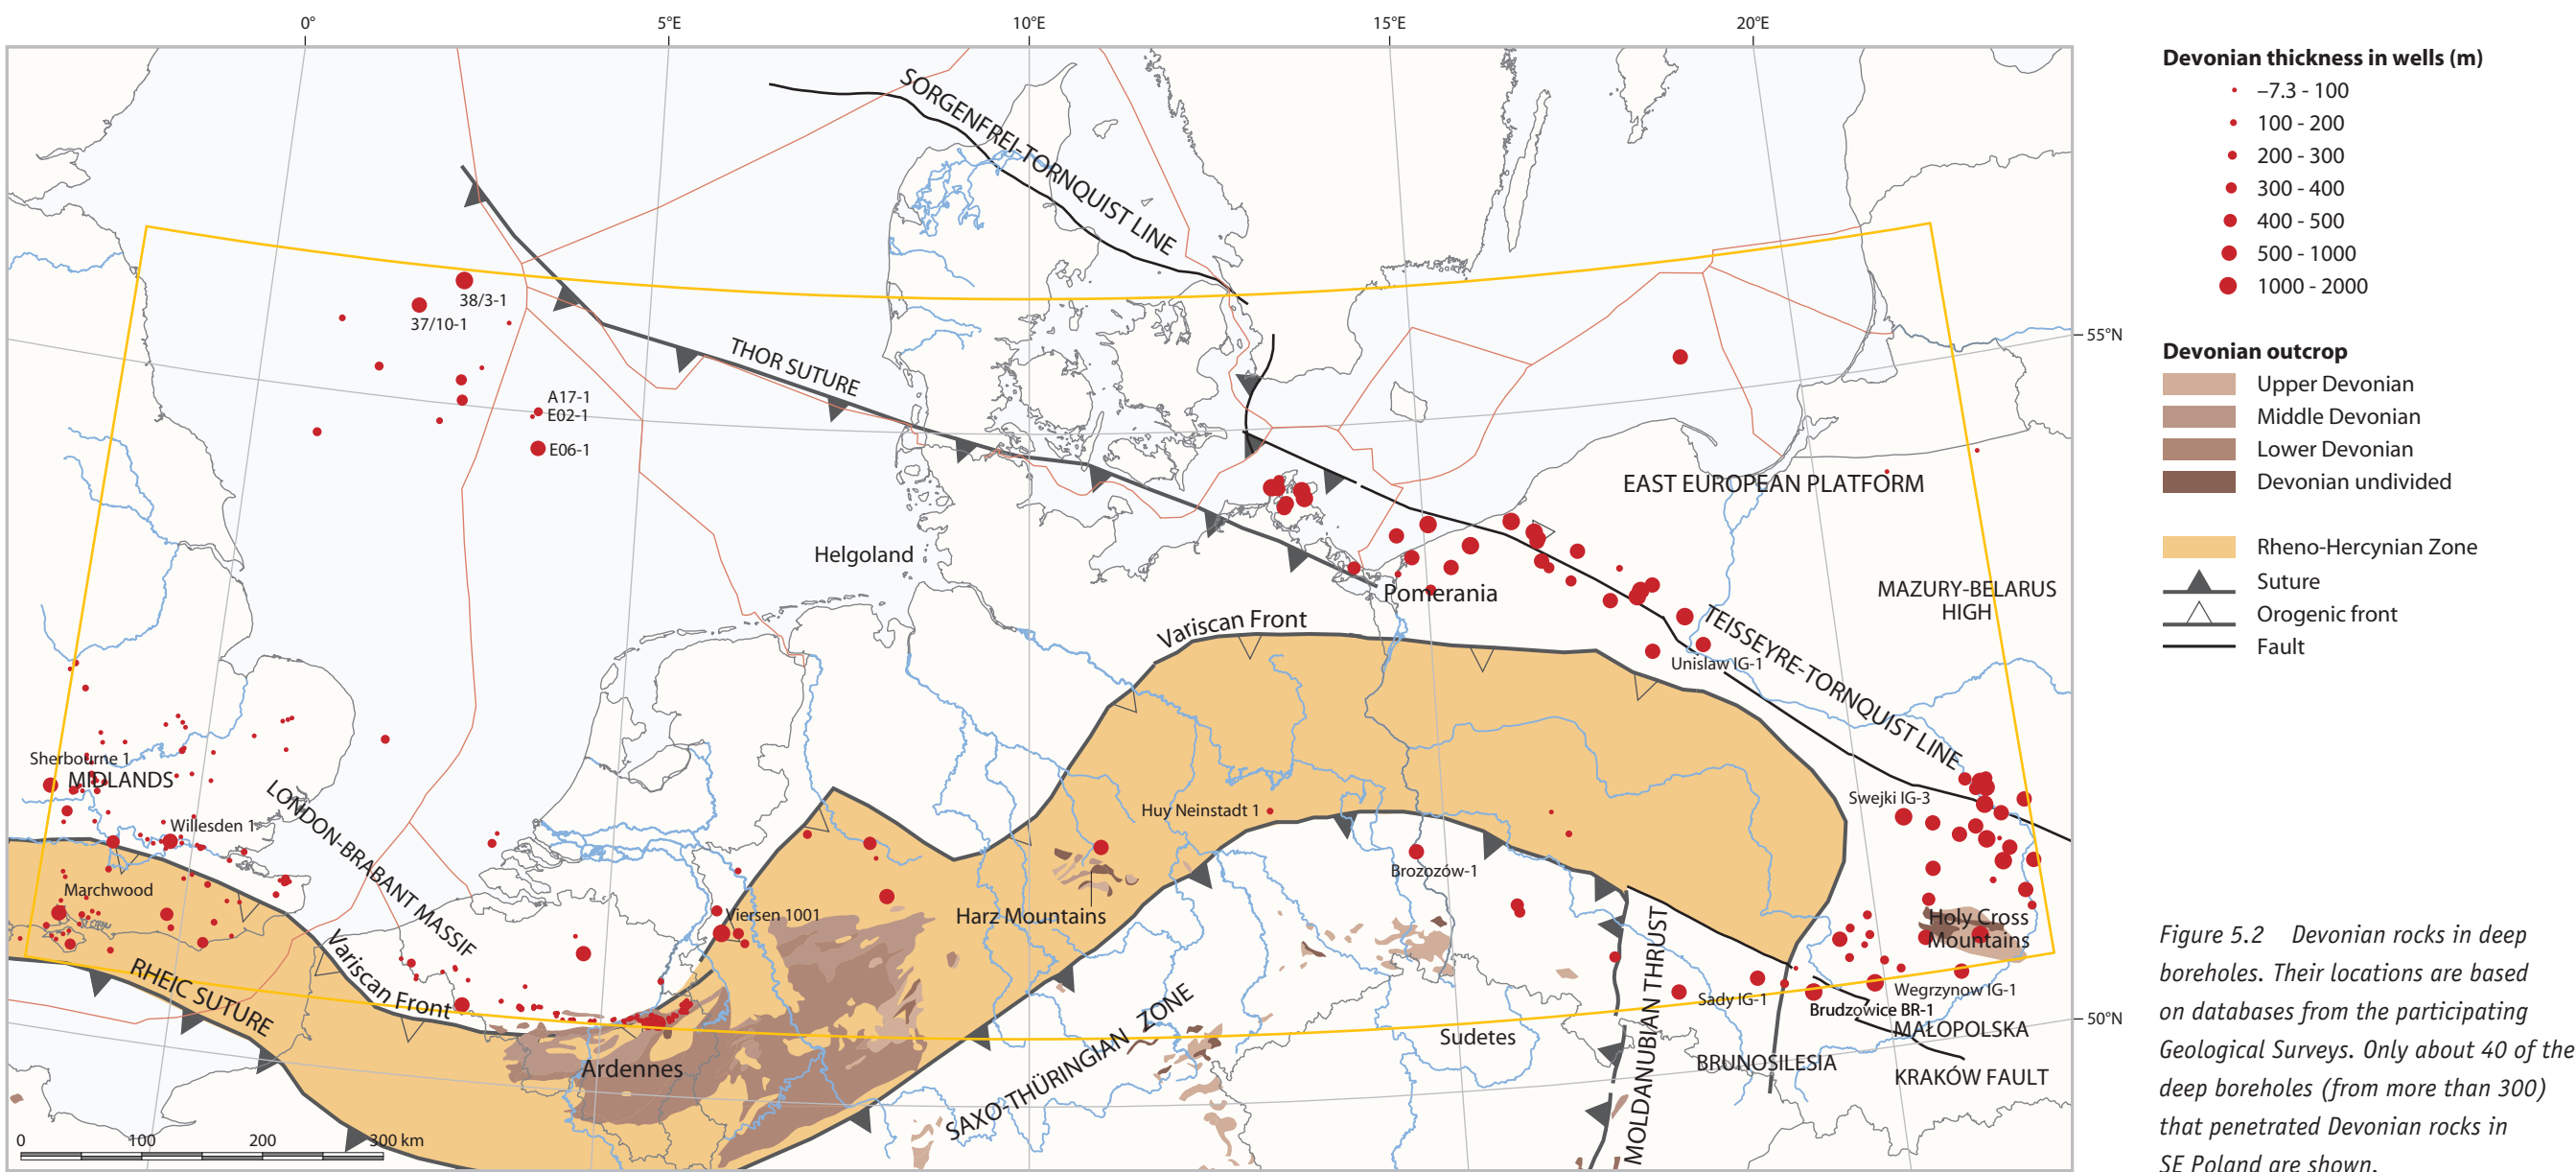 0°
5°E
10°E
15°E
20°E
55°N
50°N
SORGENFREI-TORNQUIST LINE
38/3-1
37/10-1
THOR SUTURE
A17-1
E02-1
E06-1
EAST EUROPEAN PLATFORM
Helgoland
Pomerania
MAZURY-BELARUS
HIGH
Variscan Front
TEISSEYRE-TORNQUIST LINE
Unislaw IG-1
Sherbourne 1
MIDLANDS
LONDON-BRABANT MASSIF
Willesden 1
Huy Neinstadt 1
Swejki IG-3
Brozozów-1
Marchwood
Viersen 1001
Harz Mountains
Holy Cross
Mountains
Variscan Front
RHEIC SUTURE
SAXO-THÜRINGIAN ZONE
MOLDANUBIAN THRUST
Sady IG-1
Wegrzynow IG-1
Brudzowice BR-1
MAŁOPOLSKA
Sudetes
BRUNOSILESIA
KRAKÓW FAULT
Ardennes
0 100 200 300 km
Devonian thickness in wells (m)
–7.3 - 100
100 - 200
200 - 300
300 - 400
400 - 500
500 - 1000
1000 - 2000
Devonian outcrop
Upper Devonian
Middle Devonian
Lower Devonian
Devonian undivided
Rheno-Hercynian Zone
Suture
Orogenic front
Fault
Figure 5.2 Devonian rocks in deep
boreholes. Their locations are based
on databases from the participating
Geological Surveys. Only about 40 of the
deep boreholes (from more than 300)
that penetrated Devonian rocks in
SE Poland are shown.